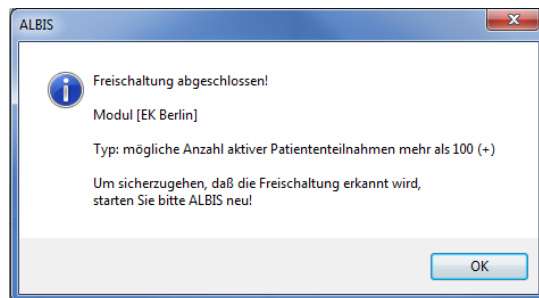 ALBIS
Freischaltung abgeschlossen!
Modul [EK Berlin]
Typ: mögliche Anzahl aktiver Patiententeilnahmen mehr als 100 (+)
Um sicherzugehen, daß die Freischaltung erkannt wird,
starten Sie bitte ALBIS neu!
OK